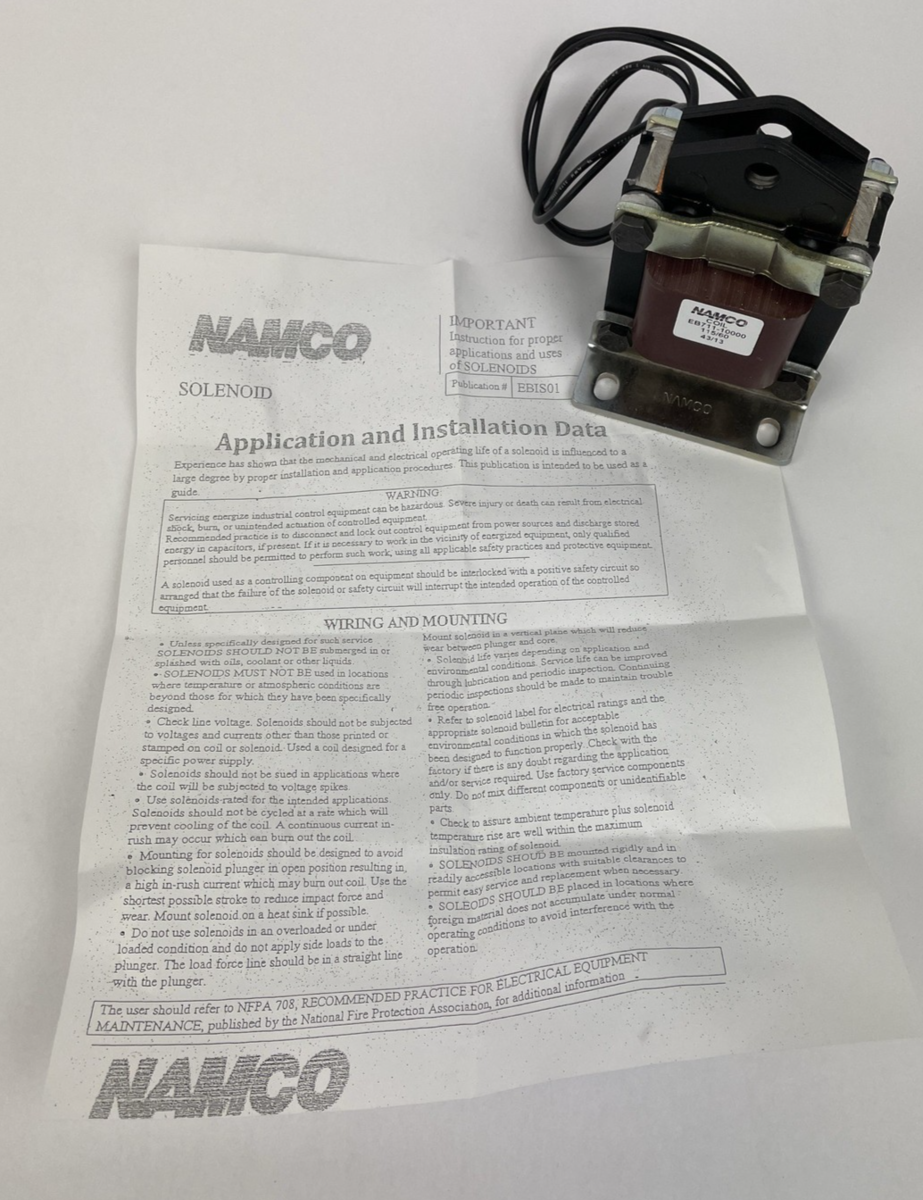 NAMCO
COIL
EB711-10000
115/60
43/13
NAMCO
NAMCO
SOLENOID
IMPORTANT
Instruction for proper
applications and uses
of SOLENOIDS
Publication # EBIS01
Application and Installation Data
Experience has shown that the mechanical and electrical operating life of a solenoid is influenced to a
large degree by proper installation and application procedures. This publication is intended to be used as a
guide.
WARNING
Servicing energize industrial control equipment can be hazardous. Severe injury or death can result from electrical
shock, burn, or unintended actuation of controlled equipment.
Recommended practice is to disconnect and lock out control equipment from power sources and discharge stored
energy in capacitors, if present. If it is necessary to work in the vicinity of energized equipment, only qualified
personnel should be permitted to perform such work, using all applicable safety practices and protective equipment.
A solenoid used as a controlling component on equipment should be interlocked with a positive safety circuit so
arranged that the failure of the solenoid or safety circuit will interrupt the intended operation of the controlled
equipment.
WIRING AND MOUNTING
• Unless specifically designed for such service
SOLENOIDS SHOULD NOT BE submerged in or
splashed with oils, coolant or other liquids.
• SOLENOIDS MUST NOT BE used in locations
where temperature or atmospheric conditions are
beyond those for which they have been specifically
designed.
• Check line voltage. Solenoids should not be subjected
to voltages and currents other than those printed or
stamped on coil or solenoid. Used a coil designed for a
specific power supply.
• Solenoids should not be sued in applications where
the coil will be subjected to voltage spikes.
• Use solenoids rated for the intended applications.
Solenoids should not be cycled at a rate which will
prevent cooling of the coil. A continuous current in-
rush may occur which can burn out the coil.
• Mounting for solenoids should be designed to avoid
blocking solenoid plunger in open position resulting in,
a high in-rush current which may burn out coil. Use the
shortest possible stroke to reduce impact force and
wear. Mount solenoid on a heat sink if possible.
• Do not use solenoids in an overloaded or under
loaded condition and do not apply side loads to the
plunger. The load force line should be in a straight line
with the plunger.
Mount solenoid in a vertical plane which will reduce
wear between plunger and core.
• Solenoid life varies depending on application and
environmental conditions. Service life can be improved
through lubrication and periodic inspection. Continuing
periodic inspections should be made to maintain trouble
free operation.
• Refer to solenoid label for electrical ratings and the
appropriate solenoid bulletin for acceptable
environmental conditions in which the solenoid has
been designed to function properly. Check with the
factory if there is any doubt regarding the application
and/or service required. Use factory service components
only. Do not mix different components or unidentifiable
parts.
• Check to assure ambient temperature plus solenoid
temperature rise are well within the maximum
insulation rating of solenoid.
• SOLENOIDS SHOUD BE mounted rigidly and in
readily accessible locations with suitable clearances to
permit easy service and replacement when necessary.
• SOLEOIDS SHOULD BE placed in locations where
foreign material does not accumulate under normal
operating conditions to avoid interference with the
operation.
The user should refer to NFPA 708, RECOMMENDED PRACTICE FOR ELECTRICAL EQUIPMENT
MAINTENANCE, published by the National Fire Protection Association, for additional information.
NAMCO